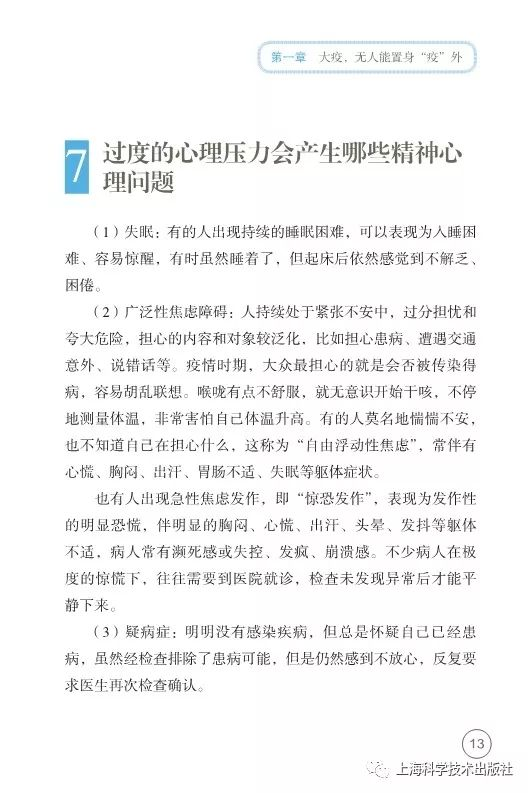 第一章 大疫，无人能置身“疫”外
7 过度的心理压力会产生哪些精神心
理问题
（1）失眠：有的人出现持续的睡眠困难，可以表现为入睡困
难、容易惊醒，有时虽然睡着了，但起床后依然感觉到不解乏、
困倦。
（2）广泛性焦虑障碍：人持续处于紧张不安中，过分担忧和
夸大危险，担心的内容和对象较泛化，比如担心患病、遭遇交通
意外、说错话等。疫情时期，大众最担心的就是会否被传染得
病，容易胡乱联想。喉咙有点不舒服，就无意识开始干咳，不停
地测量体温，非常害怕自己体温升高。有的人莫名地惴惴不安，
也不知道自己在担心什么，这称为“自由浮动性焦虑”，常伴有
心慌、胸闷、出汗、胃肠不适、失眠等躯体症状。
也有人出现急性焦虑发作，即“惊恐发作”，表现为发作性
的明显恐慌，伴明显的胸闷、心慌、出汗、头晕、发抖等躯体
不适，病人常有濒死感或失控、发疯、崩溃感。不少病人在极
度的惊慌下，往往需要到医院就诊，检查未发现异常后才能平
静下来。
（3）疑病症：明明没有感染疾病，但总是怀疑自己已经患
病，虽然经检查排除了患病可能，但是仍然感到不放心，反复要
求医生再次检查确认。
13
上海科学技术出版社